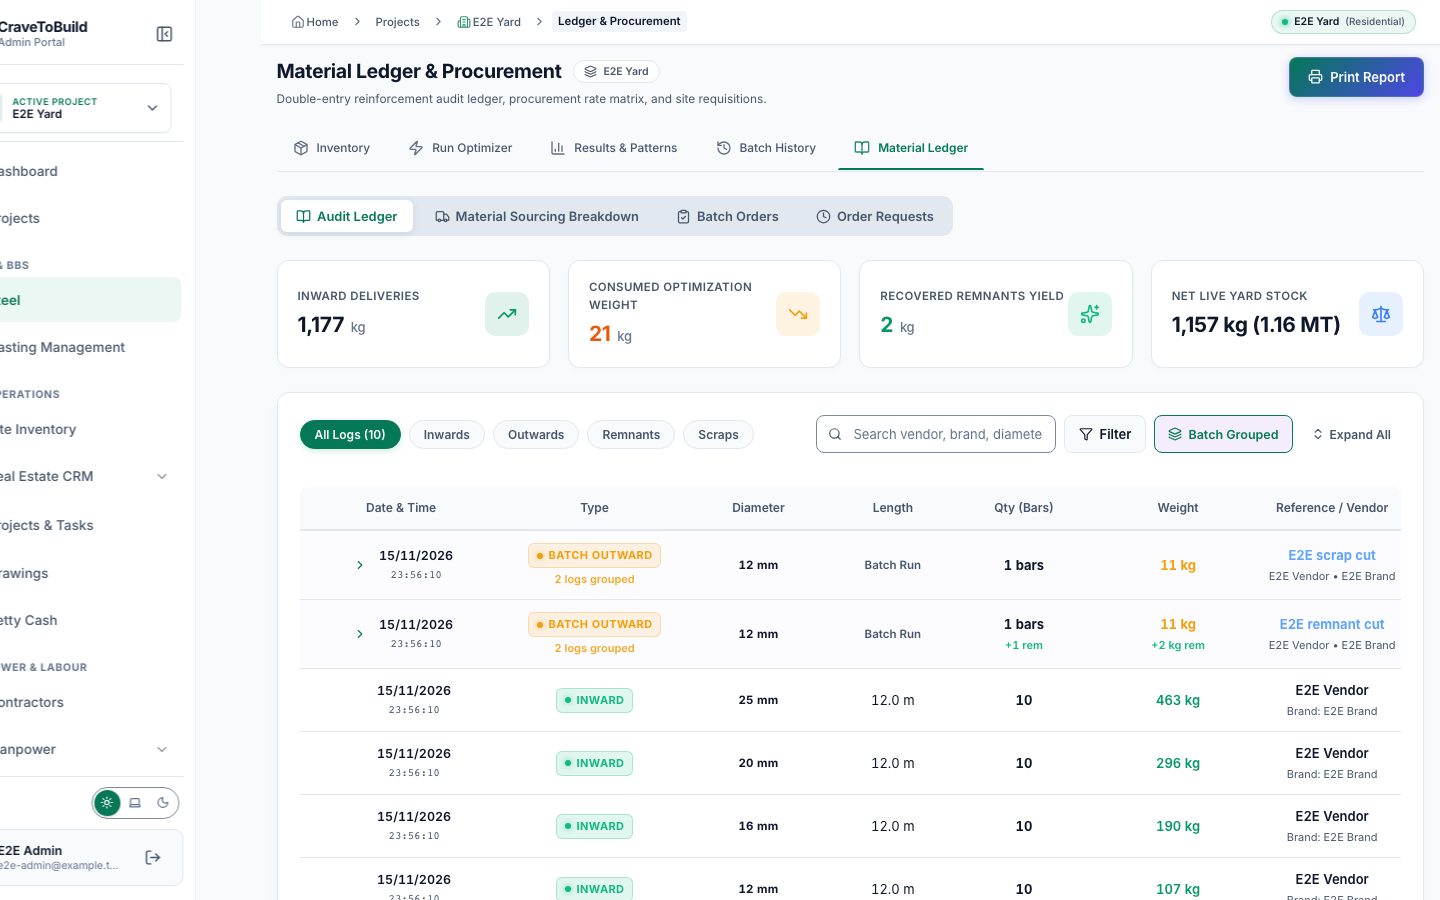 CraveToBuild
Admin Portal
ACTIVE PROJECT
E2E Yard
ashboard
rojects
& BBS
teel
asting Management
PERATIONS
te Inventory
eal Estate CRM
rojects & Tasks
rawings
etty Cash
WER & LABOUR
ontractors
anpower
E2E Admin
e2e-admin@example.t...
Home
Projects
E2E Yard
Ledger & Procurement
E2E Yard (Residential)
Material Ledger & Procurement
E2E Yard
Double-entry reinforcement audit ledger, procurement rate matrix, and site requisitions.
Print Report
Inventory
Run Optimizer
Results & Patterns
Batch History
Material Ledger
Audit Ledger
Material Sourcing Breakdown
Batch Orders
Order Requests
INWARD DELIVERIES
1,177 kg
CONSUMED OPTIMIZATION
WEIGHT
21 kg
RECOVERED REMNANTS YIELD
2 kg
NET LIVE YARD STOCK
1,157 kg (1.16 MT)
All Logs (10)
Inwards
Outwards
Remnants
Scraps
Search vendor, brand, diamete
Filter
Batch Grouped
Expand All
Date & Time Type Diameter Length Qty (Bars) Weight Reference / Vendor
15/11/2026 BATCH OUTWARD 12 mm Batch Run 1 bars 11 kg E2E scrap cut
23:56:10 2 logs grouped E2E Vendor • E2E Brand
15/11/2026 BATCH OUTWARD 12 mm Batch Run 1 bars 11 kg E2E remnant cut
23:56:10 2 logs grouped +1 rem +2 kg rem E2E Vendor • E2E Brand
15/11/2026 INWARD 25 mm 12.0 m 10 463 kg E2E Vendor
23:56:10 Brand: E2E Brand
15/11/2026 INWARD 20 mm 12.0 m 10 296 kg E2E Vendor
23:56:10 Brand: E2E Brand
15/11/2026 INWARD 16 mm 12.0 m 10 190 kg E2E Vendor
23:56:10 Brand: E2E Brand
15/11/2026 INWARD 12 mm 12.0 m 10 107 kg E2E Vendor
23:56:10 Brand: E2E Brand